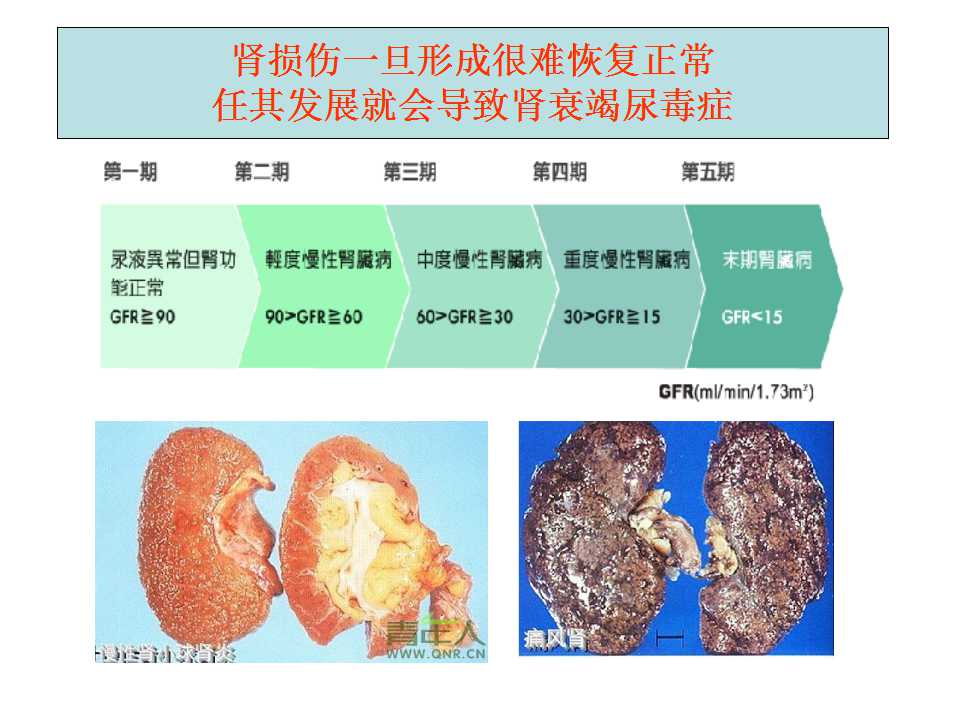 肾损伤一旦形成很难恢复正常
任其发展就会导致肾衰竭尿毒症
第一期 第二期 第三期 第四期 第五期
尿液異常但腎功能正常
GFR≧90
輕度慢性腎臟病
90>GFR≧60
中度慢性腎臟病
60>GFR≧30
重度慢性腎臟病
30>GFR≧15
末期腎臟病
GFR<15
GFR(ml/min/1.73m²)
慢性肾小球肾炎
青年人
WWW.QNR.CN
痛风肾